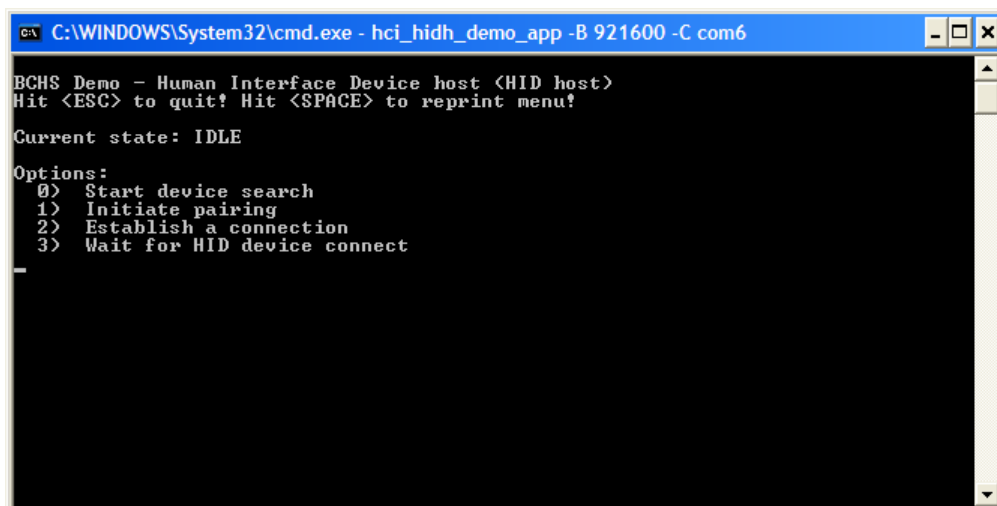 C:\WINDOWS\System32\cmd.exe - hci_hidh_demo_app -B 921600 -C com6
BCHS Demo - Human Interface Device host (HID host)
Hit <ESC> to quit! Hit <SPACE> to reprint menu!
Current state: IDLE
Options:
0) Start device search
1) Initiate pairing
2) Establish a connection
3) Wait for HID device connect